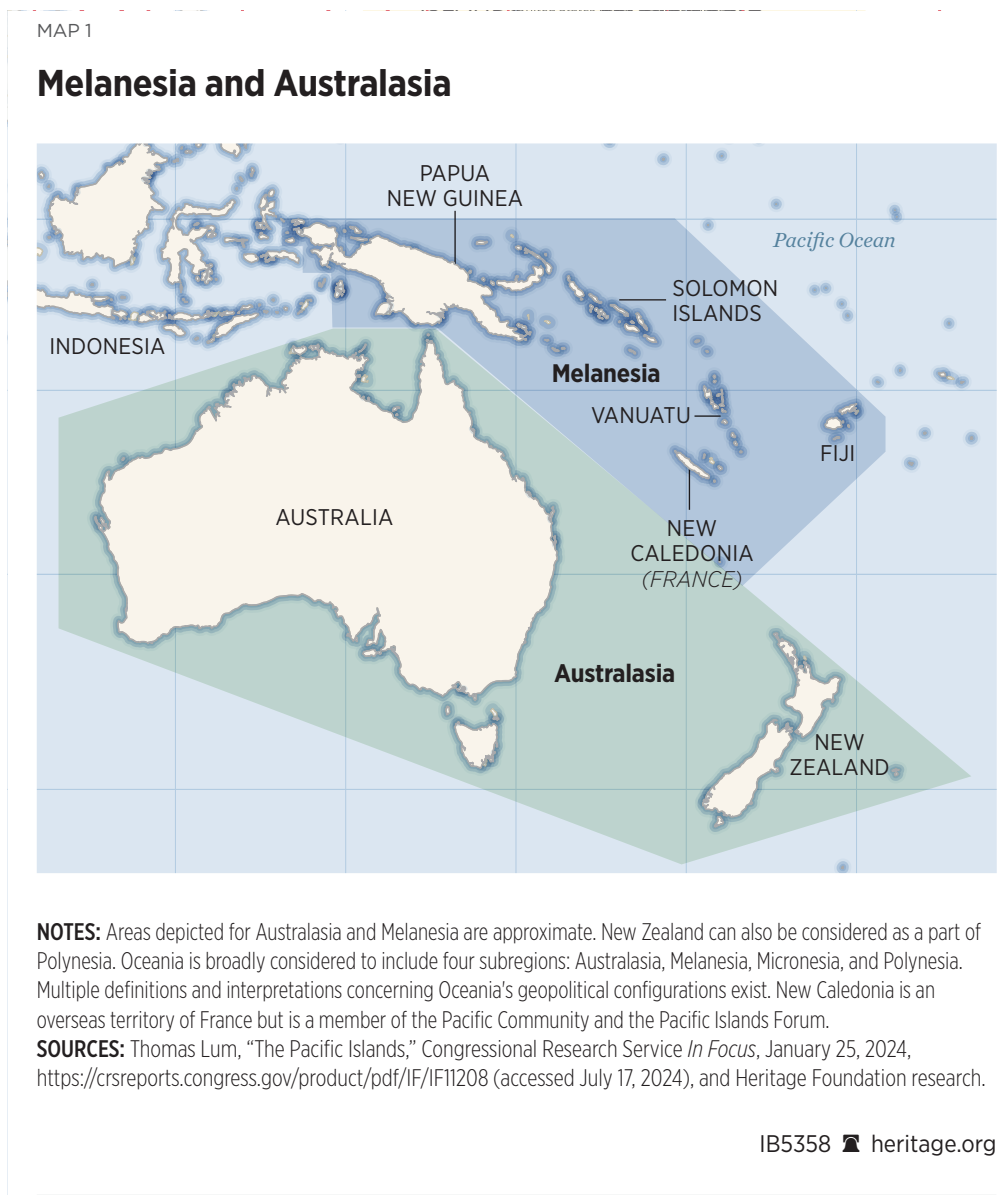 MAP 1
Melanesia and Australasia
PAPUA
NEW GUINEA
Pacific Ocean
SOLOMON
ISLANDS
INDONESIA
Melanesia
VANUATU
FIJI
AUSTRALIA
NEW
CALEDONIA
(FRANCE)
Australasia
NEW
ZEALAND
NOTES: Areas depicted for Australasia and Melanesia are approximate. New Zealand can also be considered as a part of
Polynesia. Oceania is broadly considered to include four subregions: Australasia, Melanesia, Micronesia, and Polynesia.
Multiple definitions and interpretations concerning Oceania's geopolitical configurations exist. New Caledonia is an
overseas territory of France but is a member of the Pacific Community and the Pacific Islands Forum.
SOURCES: Thomas Lum, “The Pacific Islands,” Congressional Research Service In Focus, January 25, 2024,
https://crsreports.congress.gov/product/pdf/IF/IF11208 (accessed July 17, 2024), and Heritage Foundation research.
IB5358 heritage.org